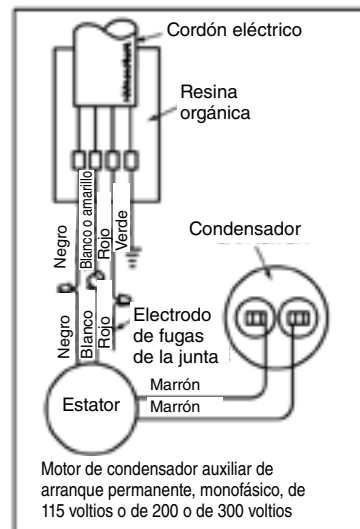 Cordón eléctrico
Resina
orgánica
Negro
Blanco o amarillo
Rojo
Verde
Condensador
Negro
Blanco
Rojo
Electrodo
de fugas
de la junta
Estator
Marrón
Marrón
Motor de condensador auxiliar de
arranque permanente, monofásico, de
115 voltios o de 200 o de 300 voltios